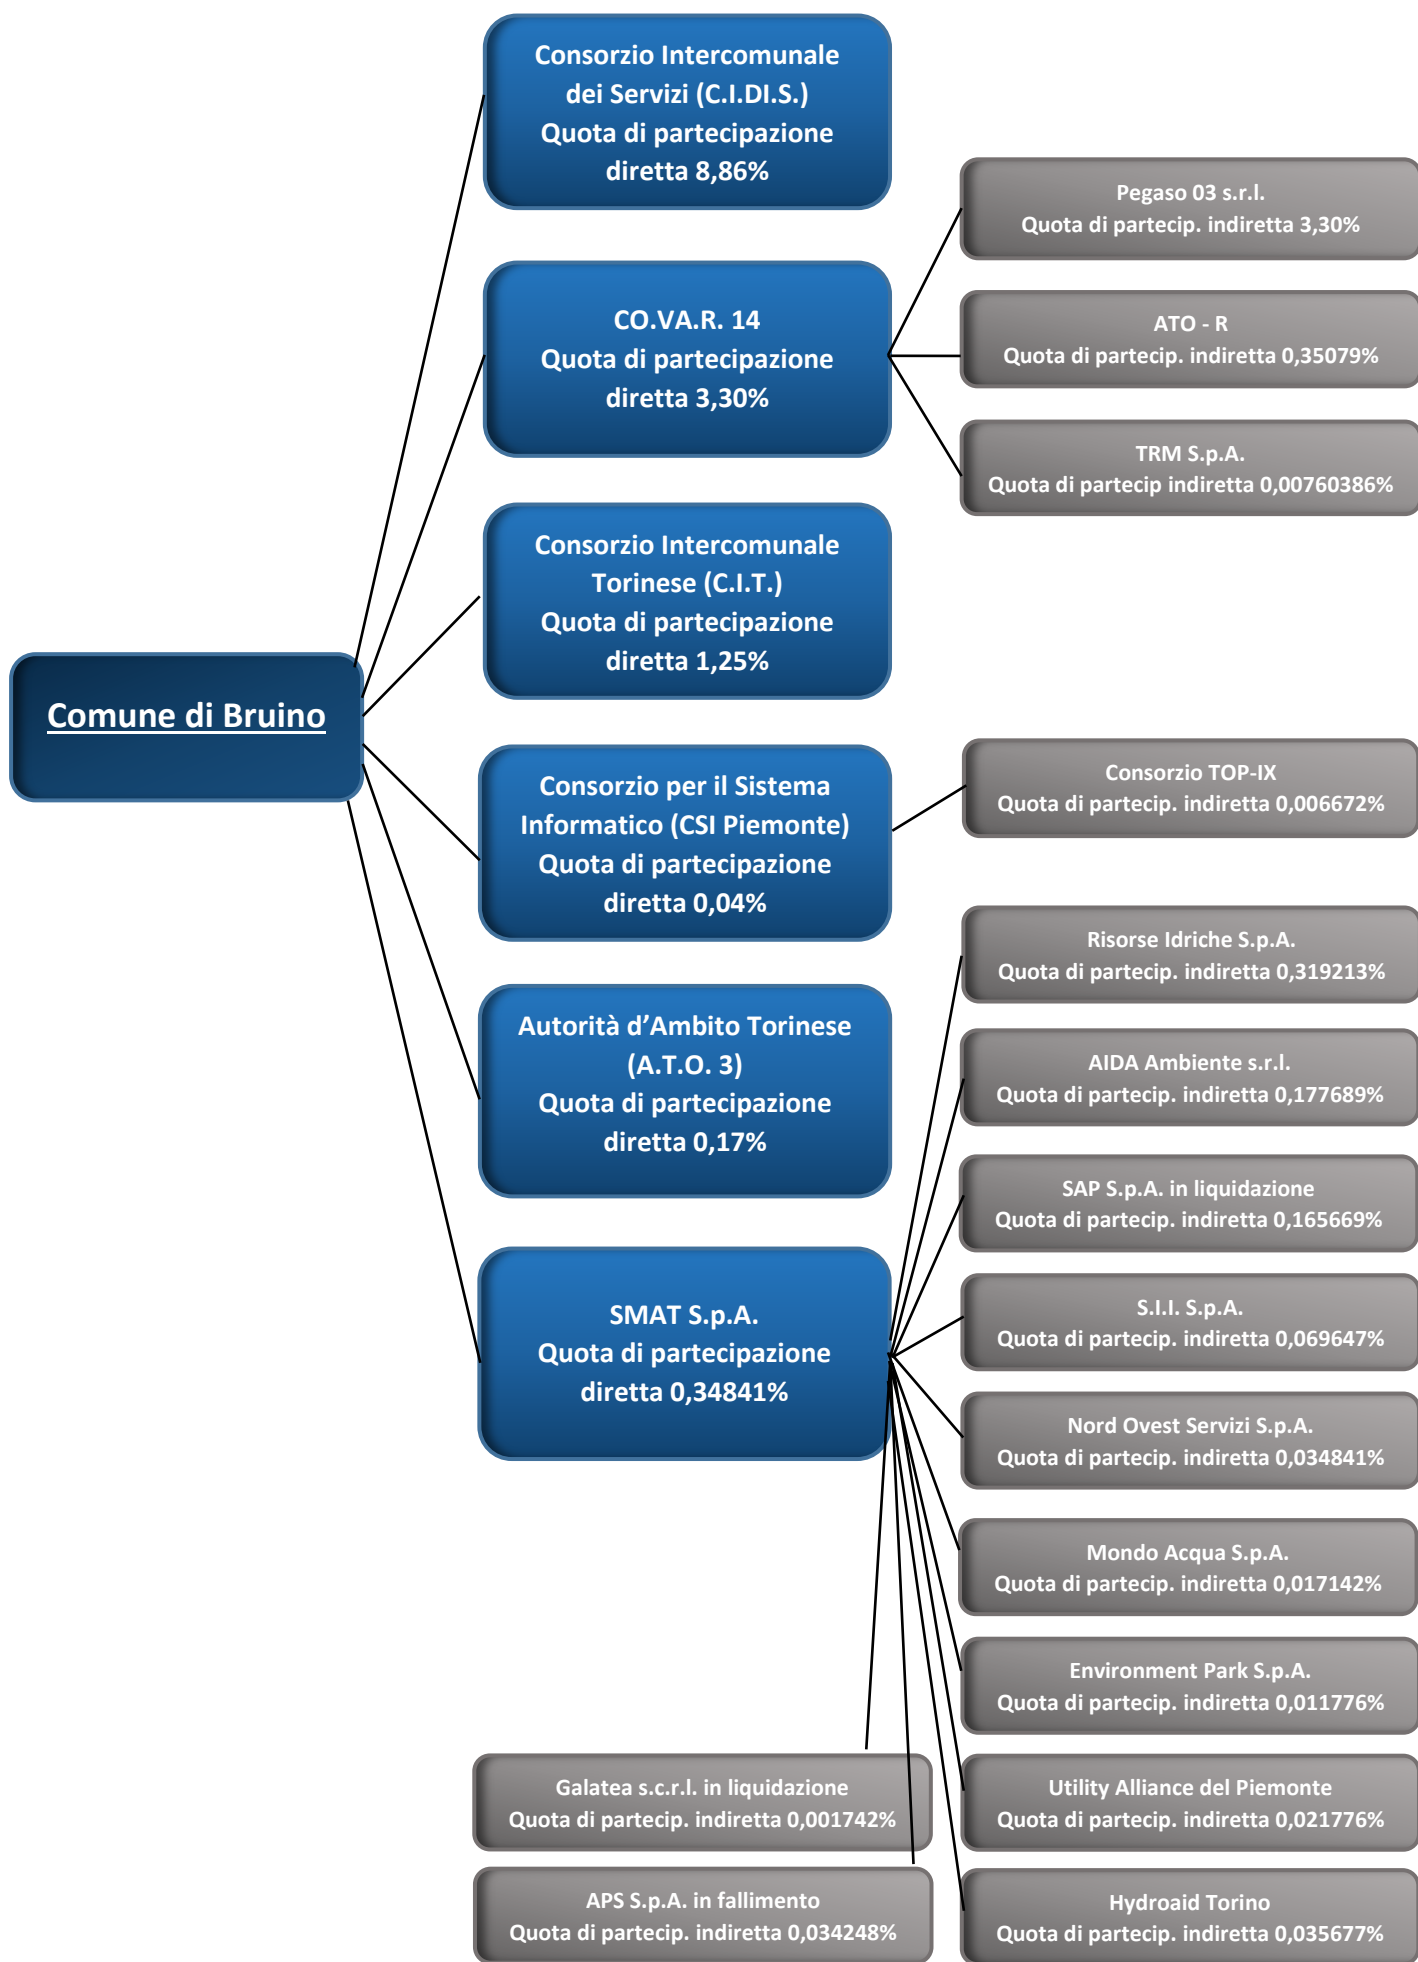 Comune di Bruino
Consorzio Intercomunale
dei Servizi (C.I.DI.S.)
Quota di partecipazione
diretta 8,86%
CO.VA.R. 14
Quota di partecipazione
diretta 3,30%
Pegaso 03 s.r.l.
Quota di partecip. indiretta 3,30%
ATO - R
Quota di partecip. indiretta 0,35079%
TRM S.p.A.
Quota di partecip indiretta 0,00760386%
Consorzio Intercomunale
Torinese (C.I.T.)
Quota di partecipazione
diretta 1,25%
Consorzio per il Sistema
Informatico (CSI Piemonte)
Quota di partecipazione
diretta 0,04%
Consorzio TOP-IX
Quota di partecip. indiretta 0,006672%
Autorità d’Ambito Torinese
(A.T.O. 3)
Quota di partecipazione
diretta 0,17%
SMAT S.p.A.
Quota di partecipazione
diretta 0,34841%
Risorse Idriche S.p.A.
Quota di partecip. indiretta 0,319213%
AIDA Ambiente s.r.l.
Quota di partecip. indiretta 0,177689%
SAP S.p.A. in liquidazione
Quota di partecip. indiretta 0,165669%
S.I.I. S.p.A.
Quota di partecip. indiretta 0,069647%
Nord Ovest Servizi S.p.A.
Quota di partecip. indiretta 0,034841%
Mondo Acqua S.p.A.
Quota di partecip. indiretta 0,017142%
Environment Park S.p.A.
Quota di partecip. indiretta 0,011776%
Utility Alliance del Piemonte
Quota di partecip. indiretta 0,021776%
Hydroaid Torino
Quota di partecip. indiretta 0,035677%
Galatea s.c.r.l. in liquidazione
Quota di partecip. indiretta 0,001742%
APS S.p.A. in fallimento
Quota di partecip. indiretta 0,034248%